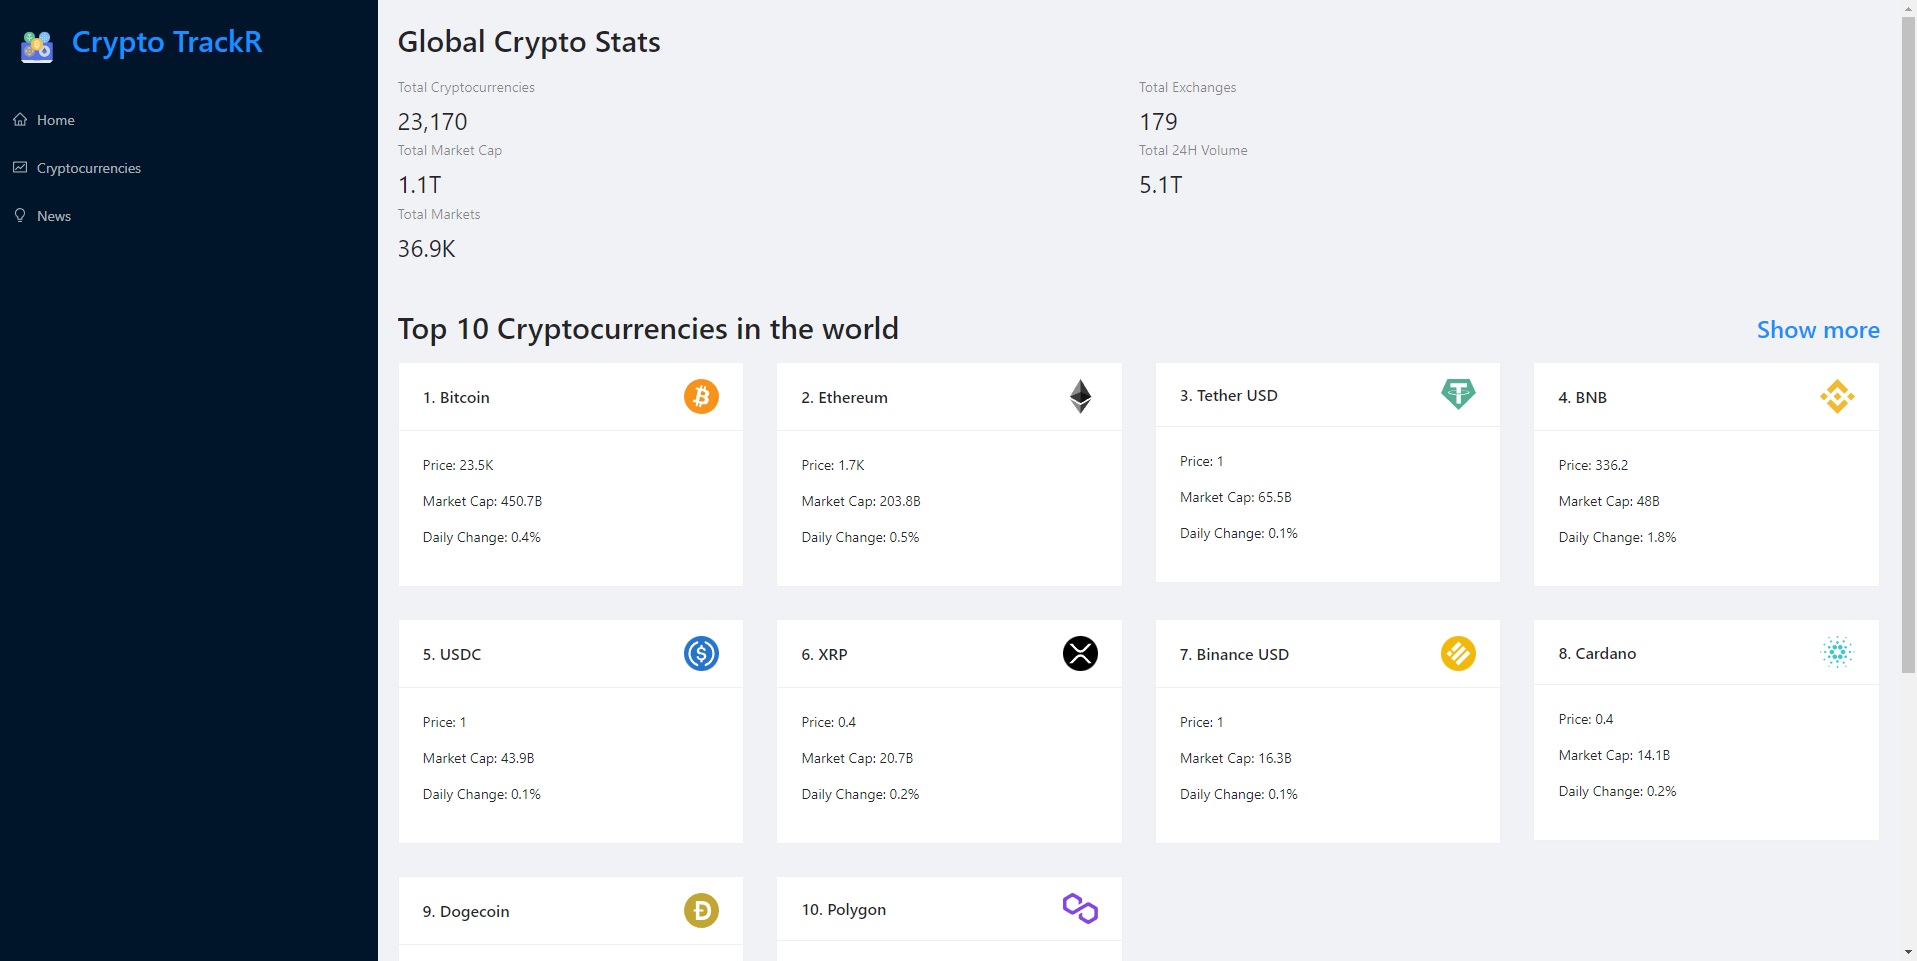 Crypto TrackR
Home
Cryptocurrencies
News
Global Crypto Stats
Total Cryptocurrencies
23,170
Total Exchanges
179
Total Market Cap
1.1T
Total 24H Volume
5.1T
Total Markets
36.9K
Top 10 Cryptocurrencies in the world
Show more
1. Bitcoin
Price: 23.5K
Market Cap: 450.7B
Daily Change: 0.4%
2. Ethereum
Price: 1.7K
Market Cap: 203.8B
Daily Change: 0.5%
3. Tether USD
Price: 1
Market Cap: 65.5B
Daily Change: 0.1%
4. BNB
Price: 336.2
Market Cap: 48B
Daily Change: 1.8%
5. USDC
Price: 1
Market Cap: 43.9B
Daily Change: 0.1%
6. XRP
Price: 0.4
Market Cap: 20.7B
Daily Change: 0.2%
7. Binance USD
Price: 1
Market Cap: 16.3B
Daily Change: 0.1%
8. Cardano
Price: 0.4
Market Cap: 14.1B
Daily Change: 0.2%
9. Dogecoin
10. Polygon